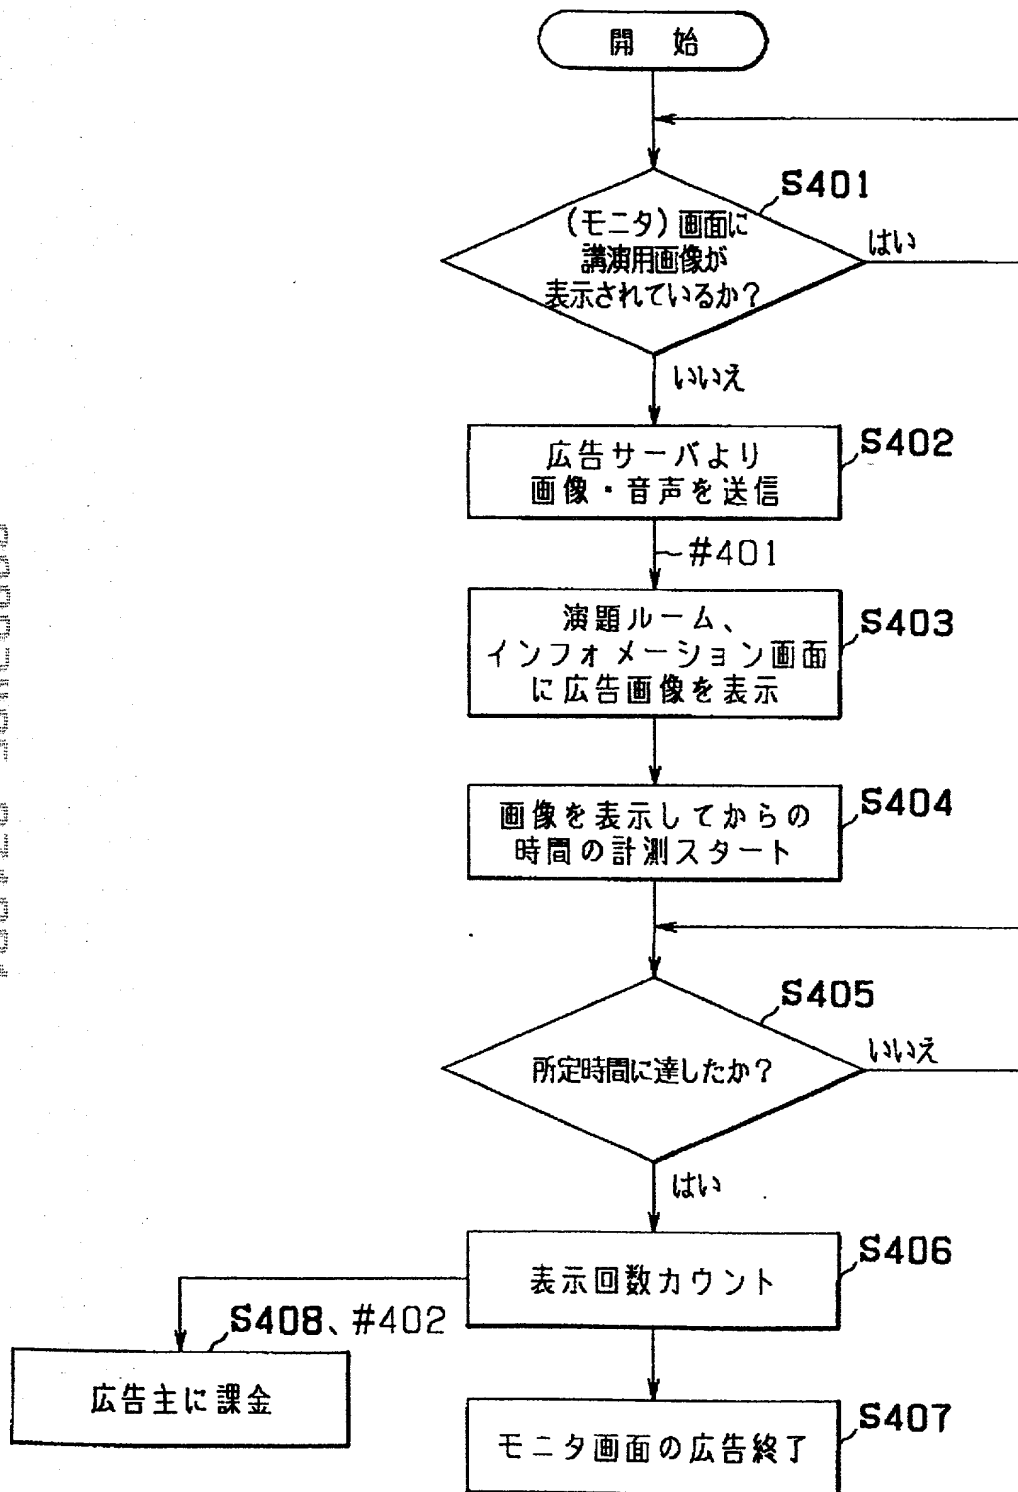 開 始
S401
(モニタ)画面に
講演用画像が
表示されているか?
はい
いいえ
S402
広告サーバより
画像・音声を送信
#401
S403
演題ルーム、
インフォメーション画面
に広告画像を表示
S404
画像を表示してからの
時間の計測スタート
S405
所定時間に達したか?
いいえ
はい
S406
表示回数カウント
S408、#402
広告主に課金
S407
モニタ画面の広告終了